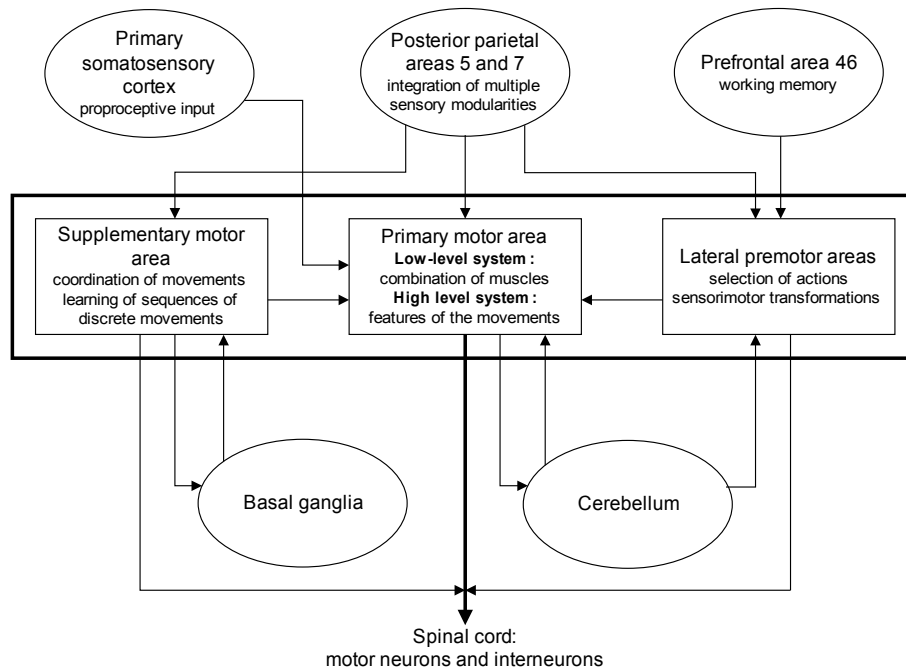 Primary
somatosensory
cortex
proproceptive input
Posterior parietal
areas 5 and 7
integration of multiple
sensory modularities
Prefrontal area 46
working memory
Supplementary motor
area
coordination of movements
learning of sequences of
discrete movements
Primary motor area
Low-level system :
combination of muscles
High level system :
features of the movements
Lateral premotor areas
selection of actions
sensorimotor transformations
Basal ganglia
Cerebellum
Spinal cord:
motor neurons and interneurons